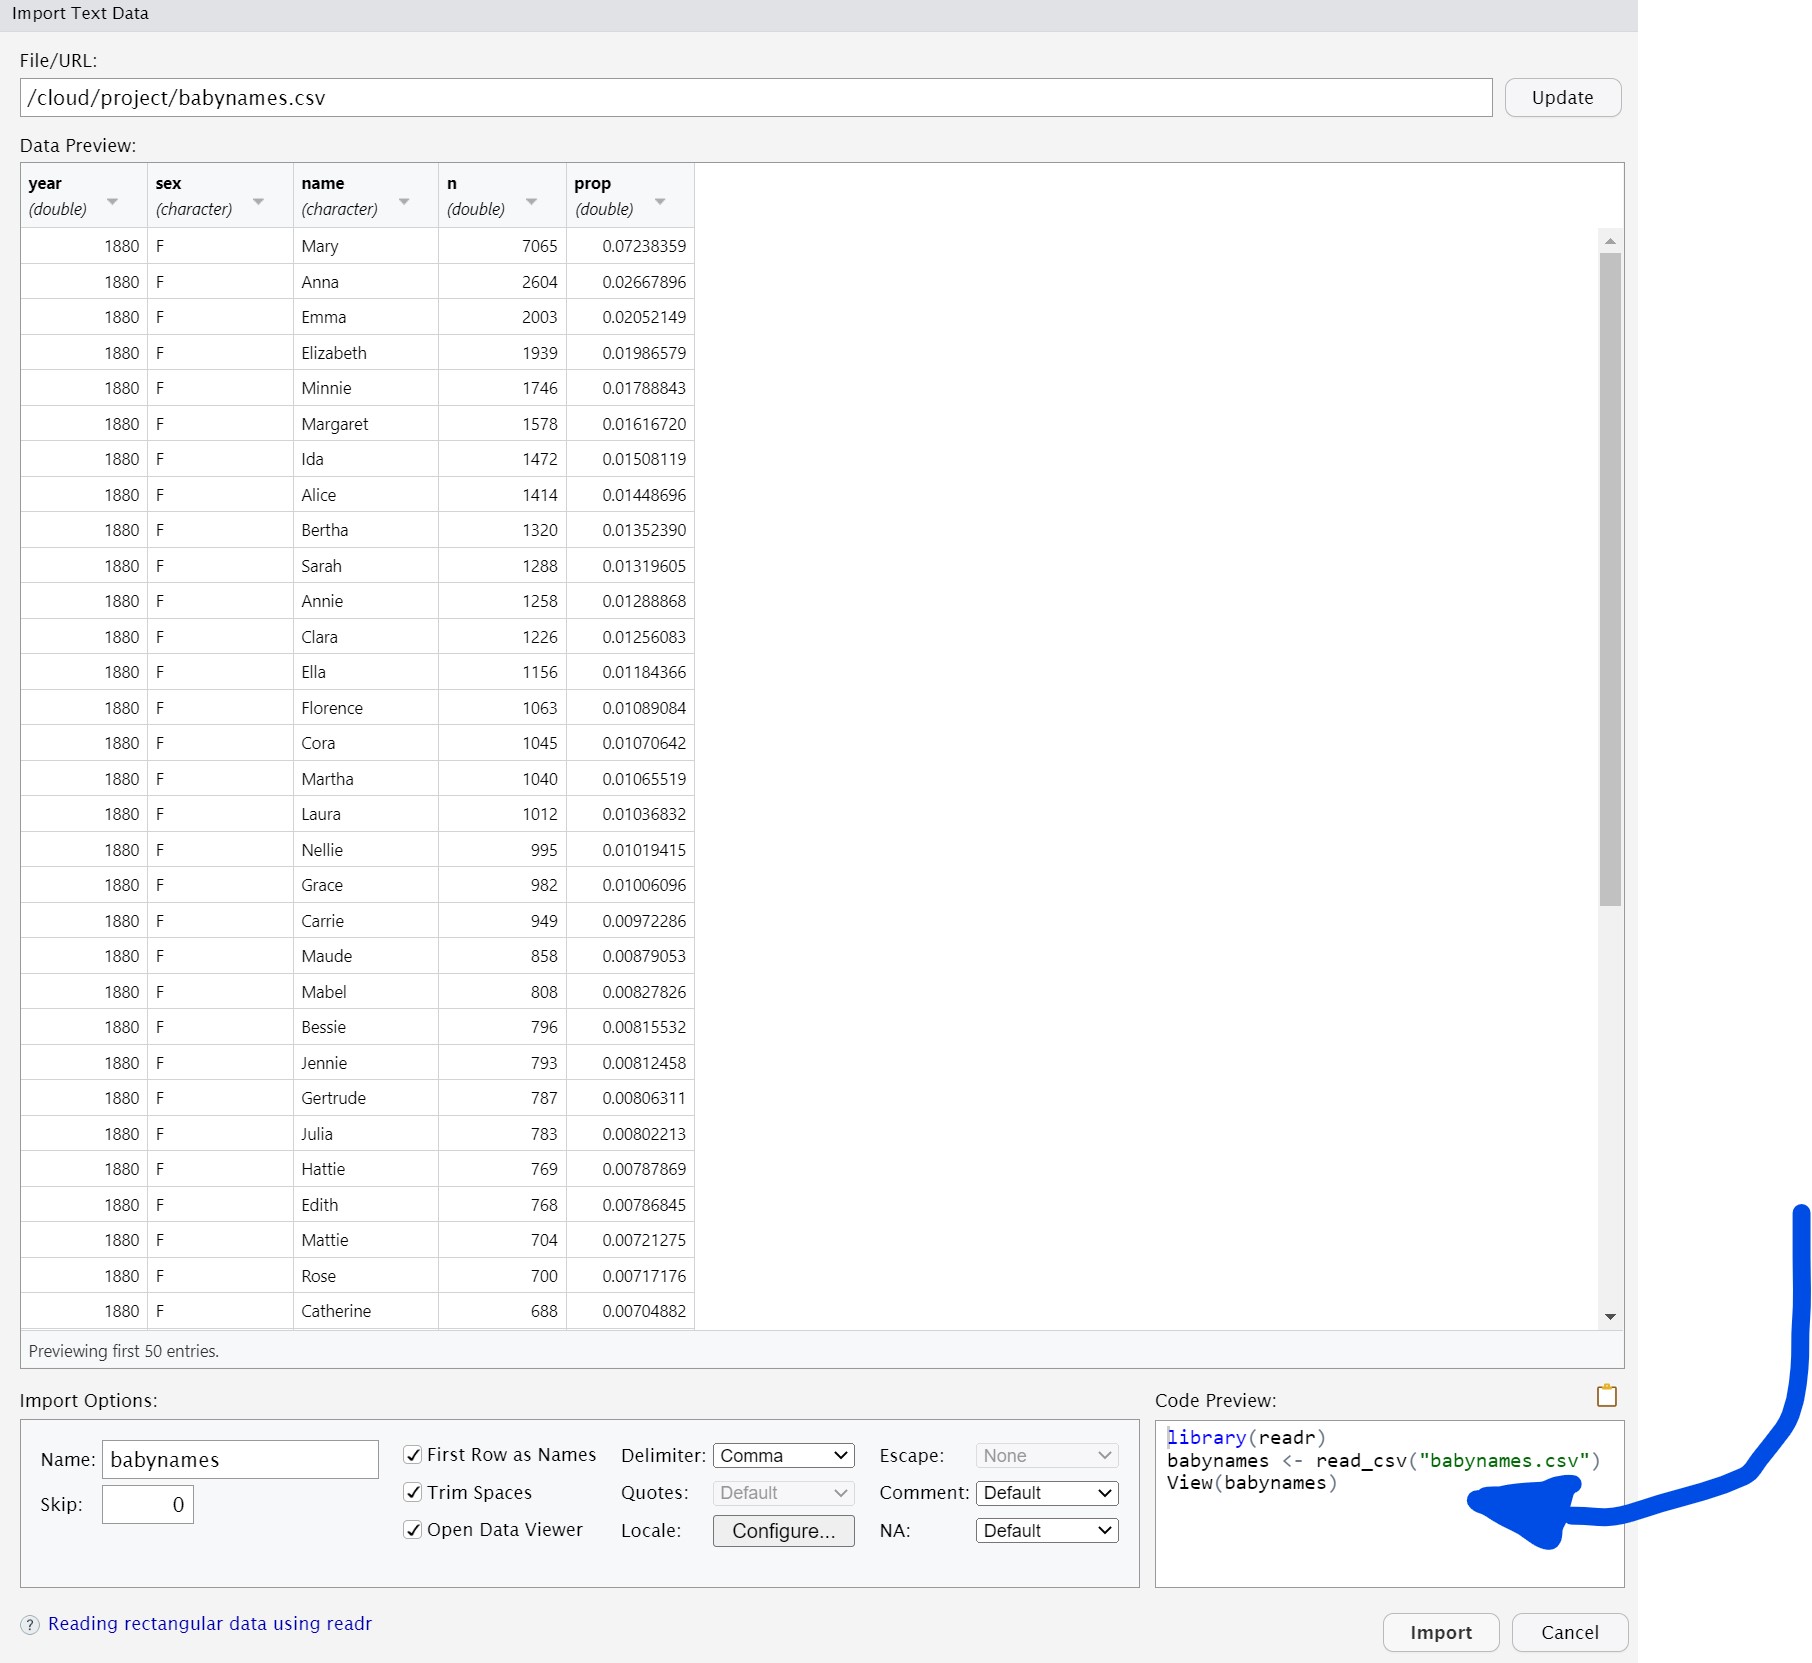 Import Text Data
File/URL:
/cloud/project/babynames.csv Update
Data Preview:
year sex name n prop
(double) (character) (character) (double) (double)
1880 F Mary 7065 0.07238359
1880 F Anna 2604 0.02667896
1880 F Emma 2003 0.02052149
1880 F Elizabeth 1939 0.01986579
1880 F Minnie 1746 0.01788843
1880 F Margaret 1578 0.01616720
1880 F Ida 1472 0.01508119
1880 F Alice 1414 0.01448696
1880 F Bertha 1320 0.01352390
1880 F Sarah 1288 0.01319605
1880 F Annie 1258 0.01288868
1880 F Clara 1226 0.01256083
1880 F Ella 1156 0.01184366
1880 F Florence 1063 0.01089084
1880 F Cora 1045 0.01070642
1880 F Martha 1040 0.01065519
1880 F Laura 1012 0.01036832
1880 F Nellie 995 0.01019415
1880 F Grace 982 0.01006096
1880 F Carrie 949 0.00972286
1880 F Maude 858 0.00879053
1880 F Mabel 808 0.00827826
1880 F Bessie 796 0.00815532
1880 F Jennie 793 0.00812458
1880 F Gertrude 787 0.00806311
1880 F Julia 783 0.00802213
1880 F Hattie 769 0.00787869
1880 F Edith 768 0.00786845
1880 F Mattie 704 0.00721275
1880 F Rose 700 0.00717176
1880 F Catherine 688 0.00704882
Previewing first 50 entries.
Import Options:
Name: babynames
Skip: 0
First Row as Names
Trim Spaces
Open Data Viewer
Delimiter: Comma
Quotes: Default
Locale: Configure...
Escape: None
Comment: Default
NA: Default
Code Preview:
library(readr)
babynames <- read_csv("babynames.csv")
View(babynames)
? Reading rectangular data using readr
Import Cancel